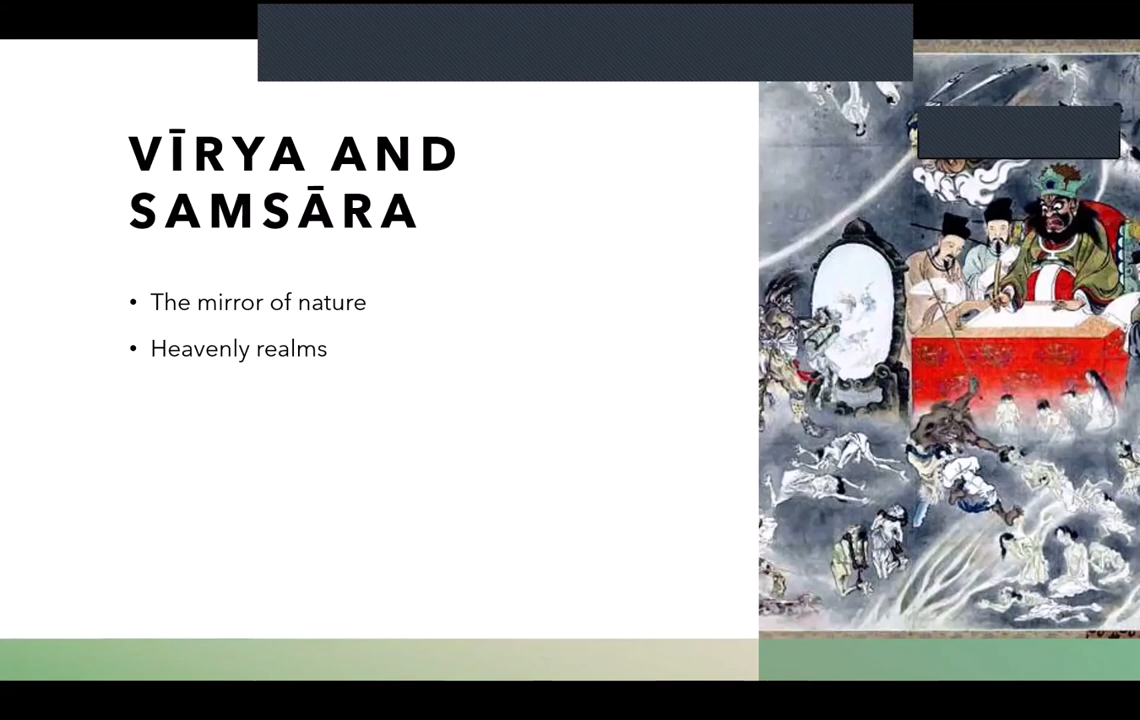 VĪRYA AND
SAMSĀRA
• The mirror of nature
• Heavenly realms